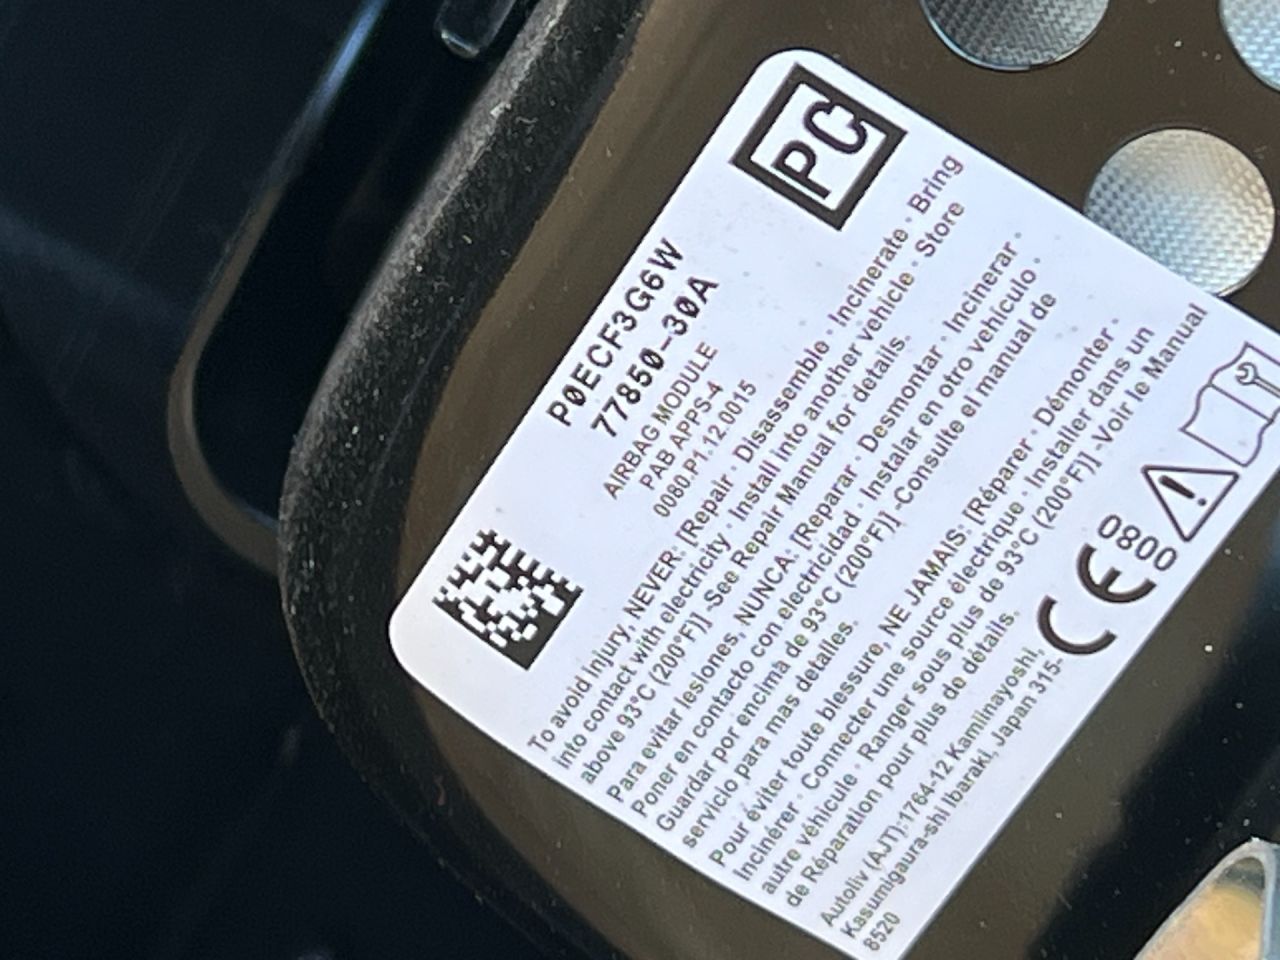 PC
P0ECF3G6W
77850-30A
AIRBAG MODULE
PAB APPS-4
0080.P1.12.0015
To avoid injury, NEVER: [Repair · Disassemble · Incinerate · Bring
into contact with electricity · Install into another vehicle · Store
above 93°C (200°F)] -See Repair Manual for details.
Para evitar lesiones, NUNCA: [Reparar · Desmontar · Incinerar ·
Poner en contacto con electricidad · Instalar en otro vehículo ·
Guardar por encima de 93°C (200°F)] -Consulte el manual de
servicio para mas detalles.
Pour éviter toute blessure, NE JAMAIS: [Réparer · Démonter ·
Incinérer · Connecter une source électrique · Installer dans un
autre véhicule · Ranger sous plus de 93°C (200°F)] -Voir le Manual
de Réparation pour plus de détails.
Autoliv (AJT):1764-12 Kamiinayoshi,
Kasumigaura-shi Ibaraki, Japan 315-
8520
CE 0800